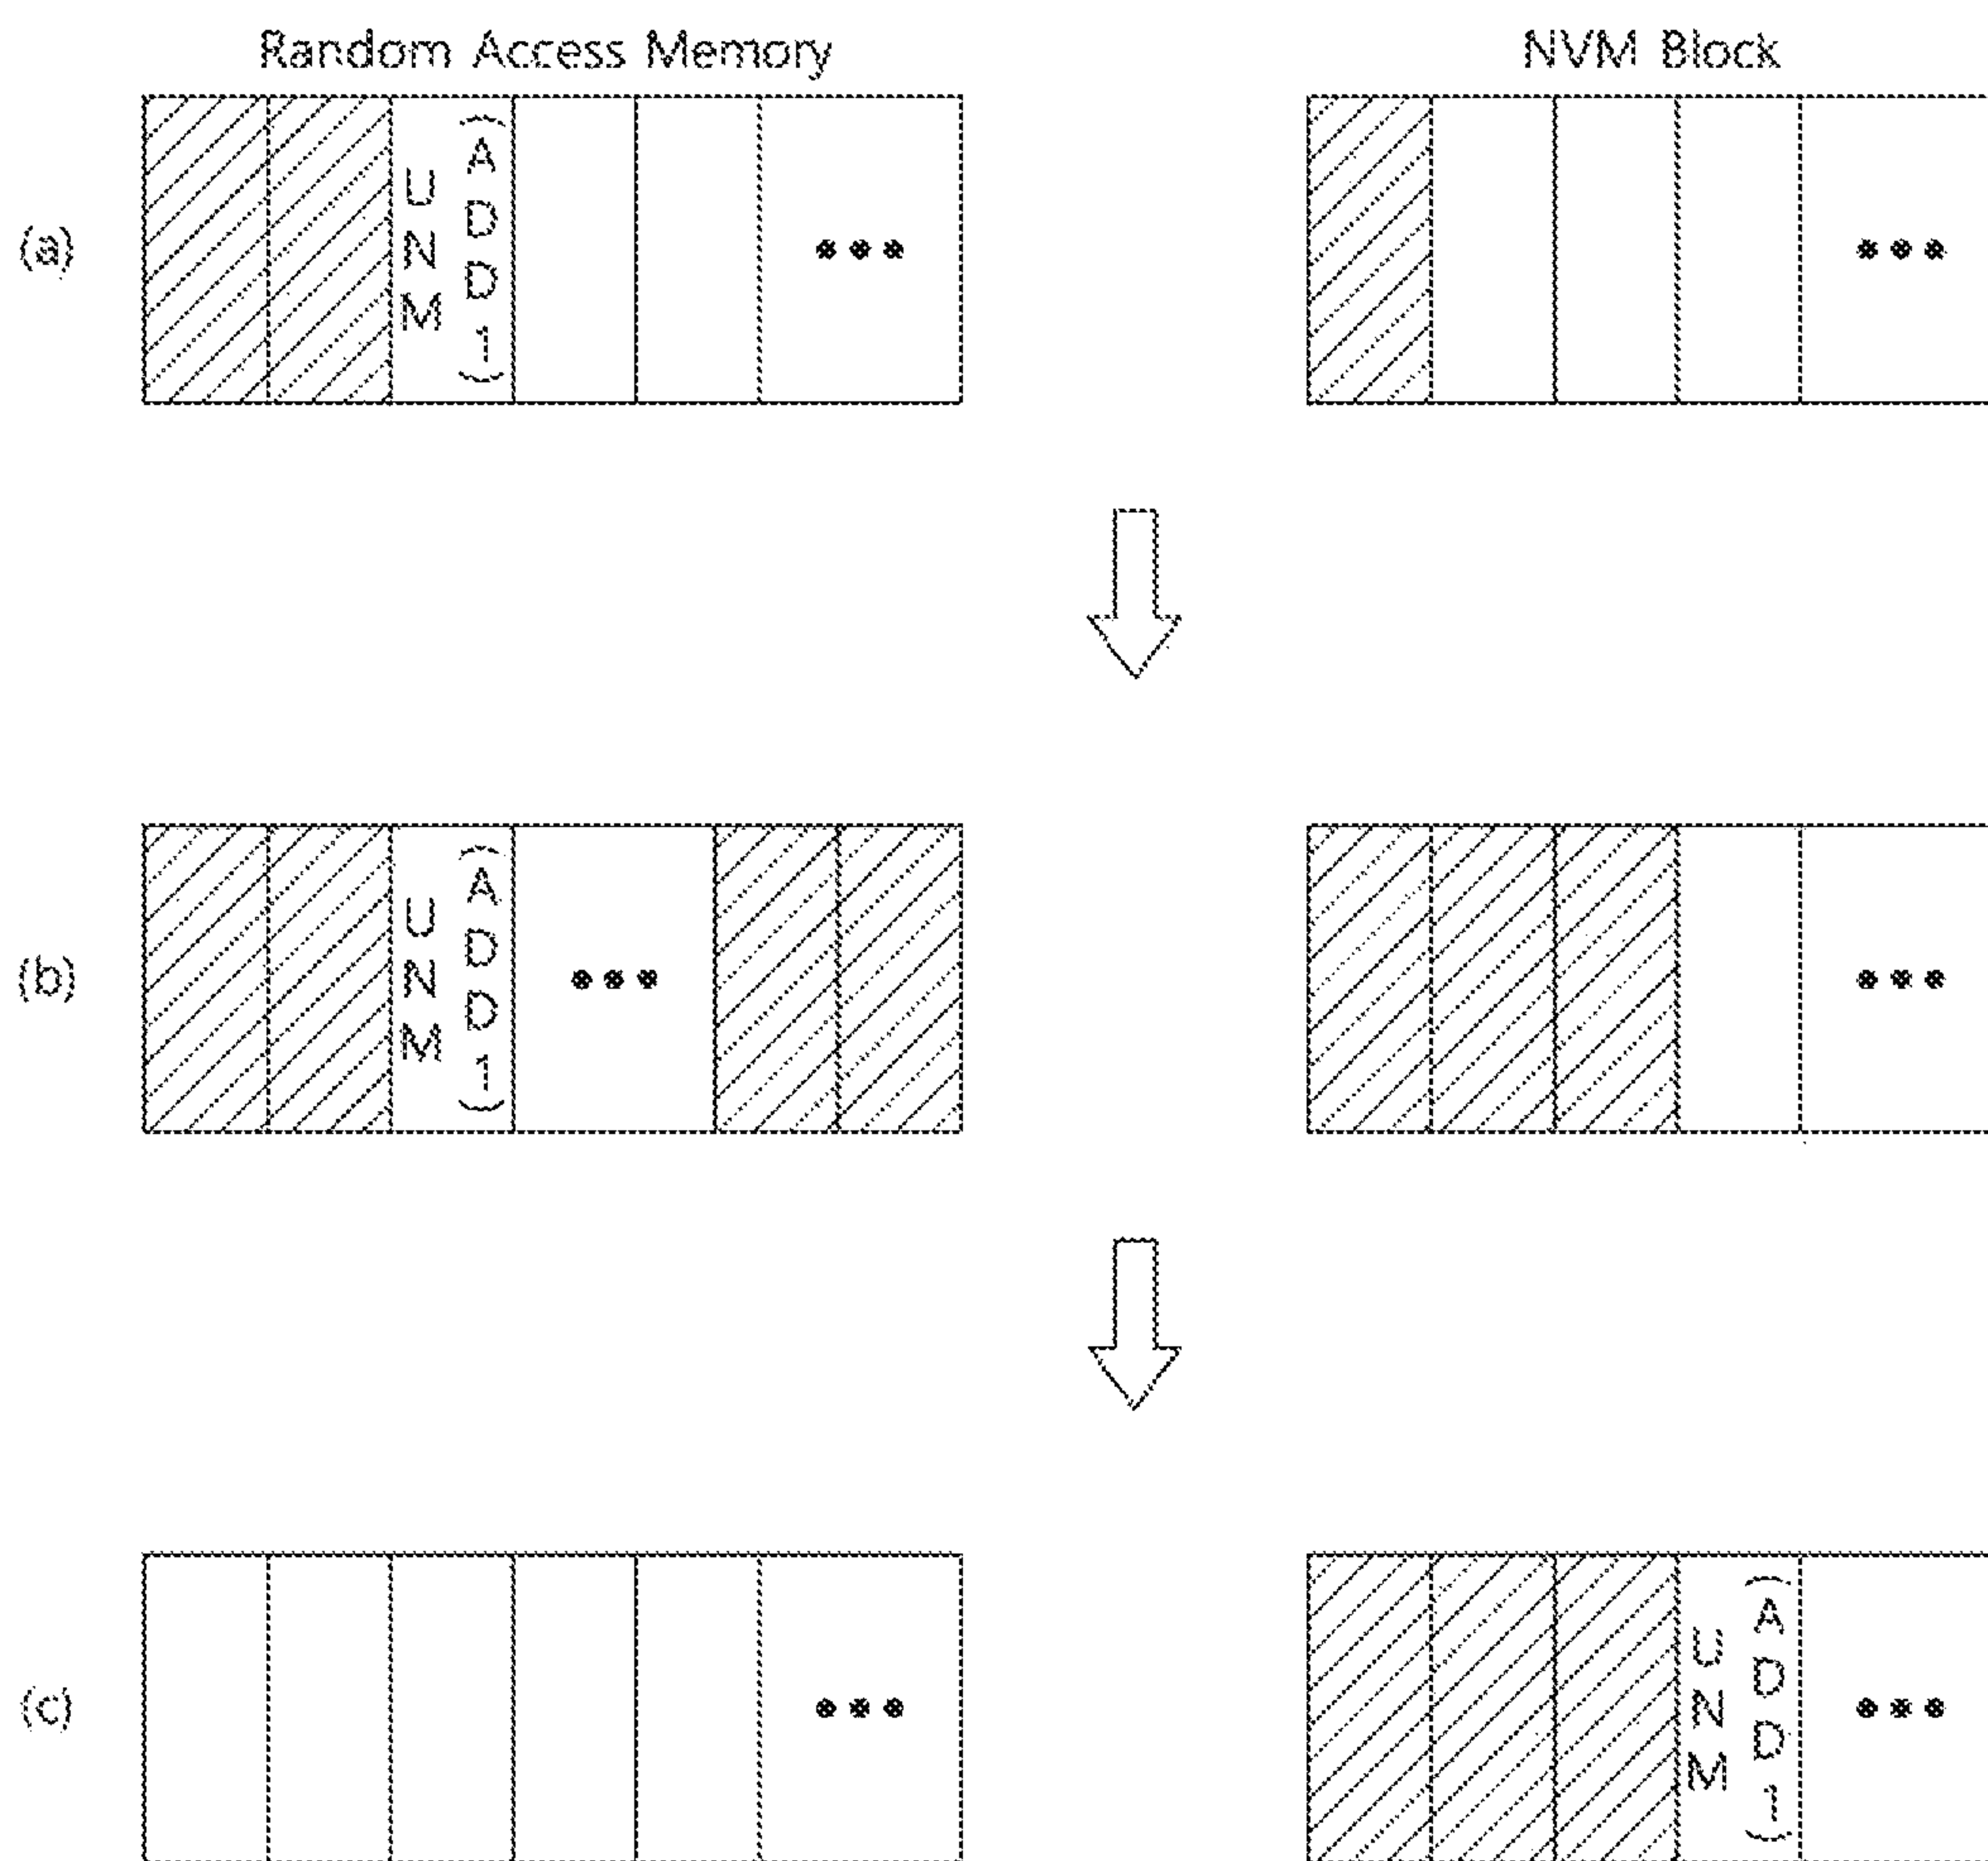 Random Access Memory
NVM Block
(a)
UNM
(ADD1)
(b)
UNM
(ADD1)
(c)
UNM
(ADD1)